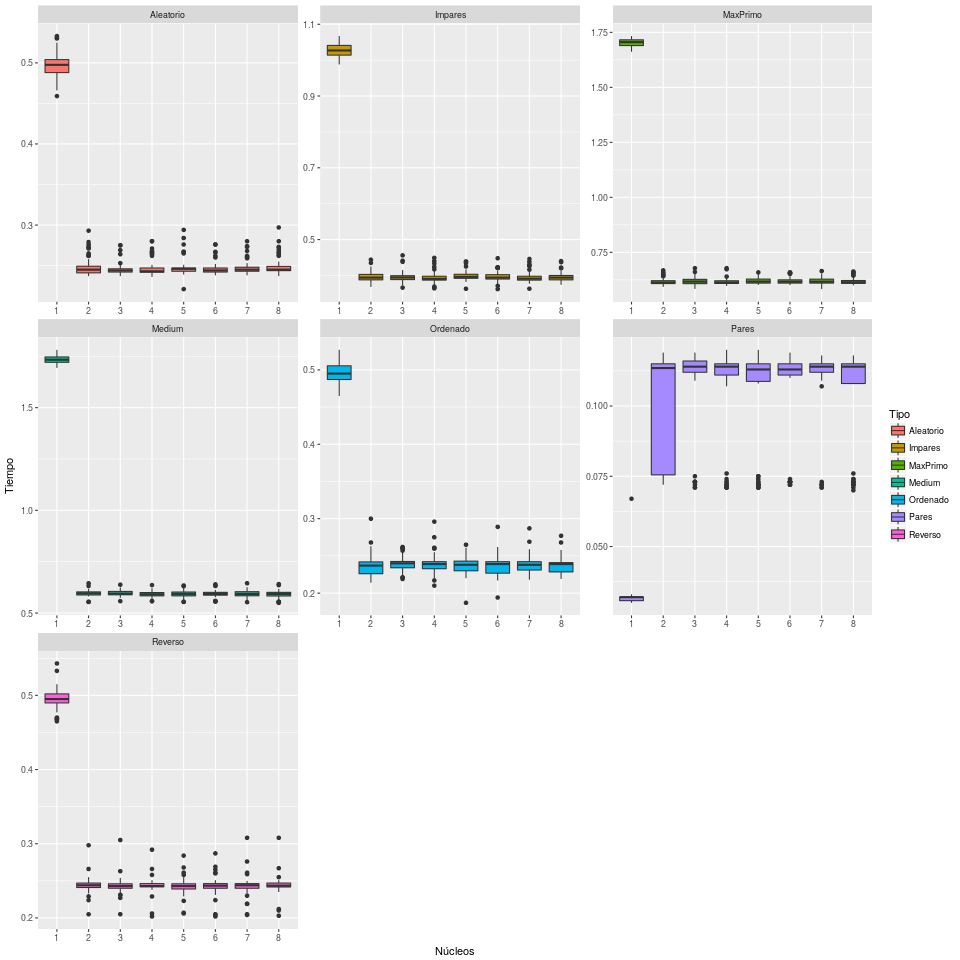 Aleatorio
0.5
0.4
0.3
1 2 3 4 5 6 7 8
Impares
1.1
0.9
0.7
0.5
1 2 3 4 5 6 7 8
MaxPrimo
1.75
1.50
1.25
1.00
0.75
1 2 3 4 5 6 7 8
Medium
1.5
1.0
0.5
1 2 3 4 5 6 7 8
Ordenado
0.5
0.4
0.3
0.2
1 2 3 4 5 6 7 8
Pares
0.100
0.075
0.050
1 2 3 4 5 6 7 8
Reverso
0.5
0.4
0.3
0.2
1 2 3 4 5 6 7 8
Tiempo
Núcleos
Tipo
Aleatorio
Impares
MaxPrimo
Medium
Ordenado
Pares
Reverso